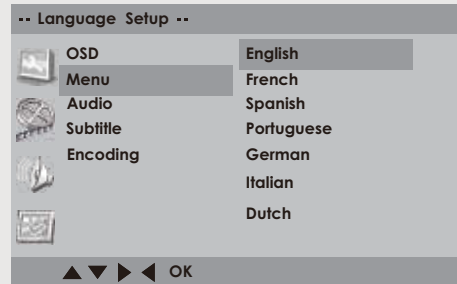 -- Language Setup --
OSD
Menu
Audio
Subtitle
Encoding
English
French
Spanish
Portuguese
German
Italian
Dutch
OK